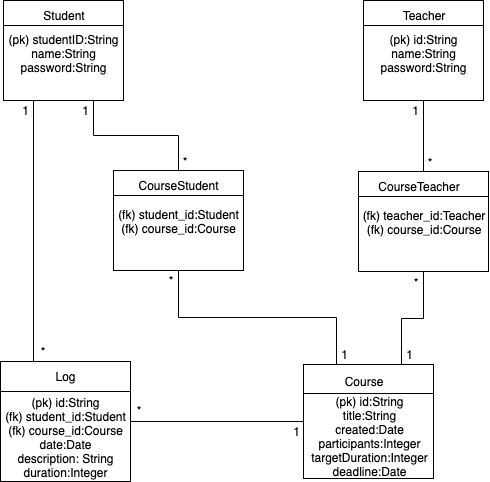 Student
(pk) studentID:String
name:String
password:String
Teacher
(pk) id:String
name:String
password:String
1
1
1
*
*
CourseStudent
(fk) student_id:Student
(fk) course_id:Course
CourseTeacher
(fk) teacher_id:Teacher
(fk) course_id:Course
*
*
*
1
1
Log
(pk) id:String
(fk) student_id:Student
(fk) course_id:Course
date:Date
description: String
duration:Integer
*
1
Course
(pk) id:String
title:String
created:Date
participants:Integer
targetDuration:Integer
deadline:Date